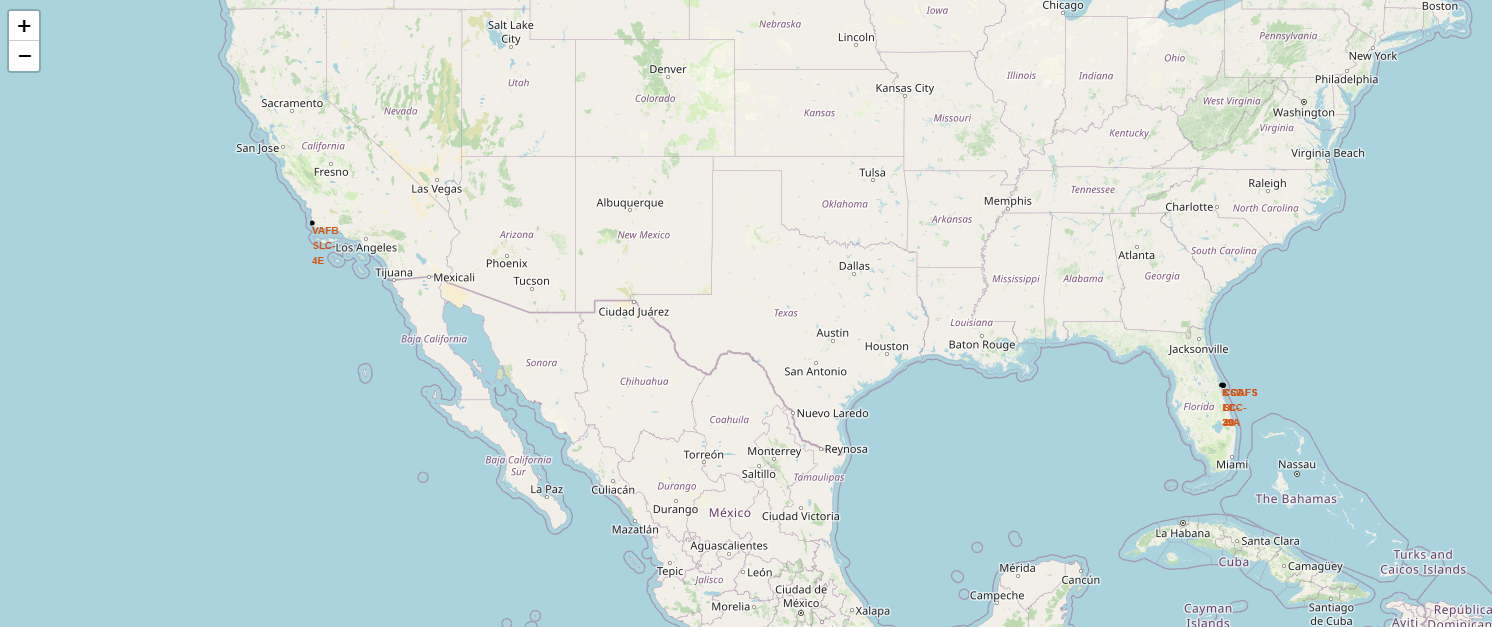 +
−
Salt Lake
City
Nebraska
Iowa
Chicago
Boston
Lincoln
Pennsylvania
New York
Denver
Utah
Colorado
Kansas City
Illinois
Indiana
Ohio
Philadelphia
Sacramento
Nevada
Kansas
Missouri
West Virginia
Washington
Kentucky
Virginia
San Jose
California
Fresno
Virginia Beach
Las Vegas
Tulsa
Tennessee
Raleigh
Albuquerque
Oklahoma
Memphis
Charlotte
North Carolina
Arkansas
VAFB
SLC-
4E
Los Angeles
Arizona
New Mexico
Atlanta
South Carolina
Phoenix
Dallas
Mississippi
Alabama
Georgia
Tijuana
Mexicali
Tucson
Ciudad Juárez
Texas
Louisiana
Austin
Baja California
Houston
Baton Rouge
Jacksonville
Sonora
San Antonio
Chihuahua
Florida
Nuevo Laredo
Coahuila
Torreón
Monterrey
Reynosa
Baja California
Sur
Saltillo
Tamaulipas
Miami
Nassau
La Paz
Culiacán
Durango
The Bahamas
Durango
México
Ciudad Victoria
Mazatlán
La Habana
Santa Clara
Aguascalientes
Cuba
Camagüey
Turks and
Caicos Islands
Tepic
Jalisco
León
Mérida
Cancún
Ciudad de
México
Campeche
Morelia
Xalapa
Cayman
Islands
Santiago
de Cuba